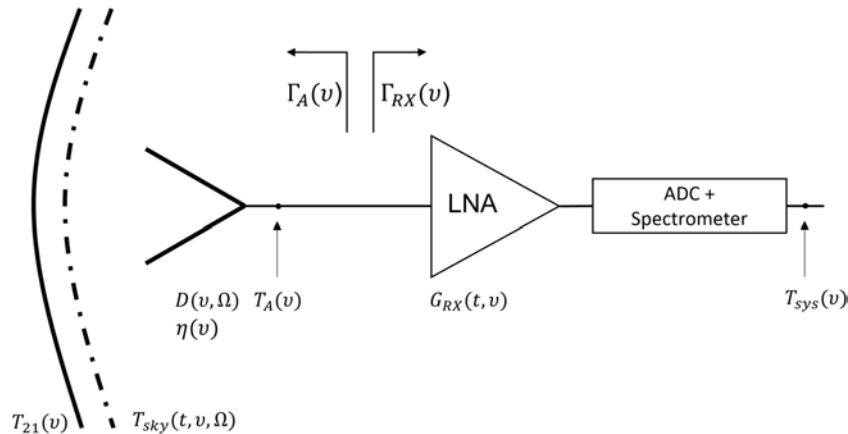 Γ_A(υ)
Γ_RX(υ)
LNA
ADC +
Spectrometer
D(υ, Ω)
η(υ)
T_A(υ)
G_RX(t, υ)
T_sys(υ)
T_21(υ)
T_sky(t, υ, Ω)